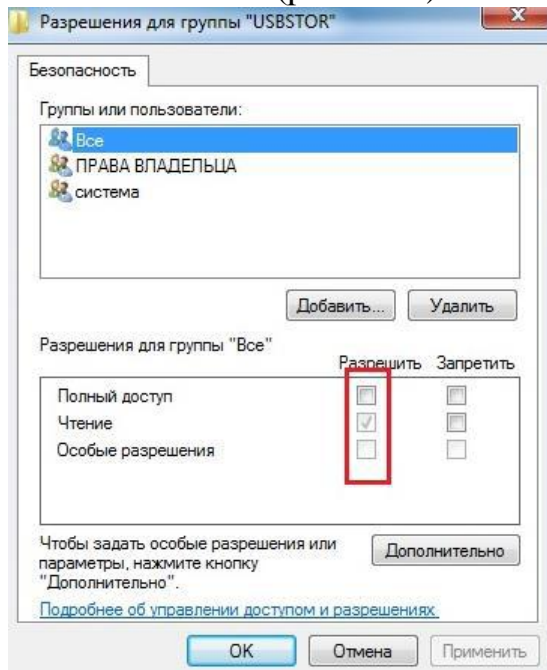 Разрешения для группы "USBSTOR"
Безопасность
Группы или пользователи:
Все
ПРАВА ВЛАДЕЛЬЦА
система
Добавить...
Удалить
Разрешения для группы "Все"
Разрешить Запретить
Полный доступ
Чтение
Особые разрешения
Чтобы задать особые разрешения или
параметры, нажмите кнопку
"Дополнительно".
Дополнительно
Подробнее об управлении доступом и разрешениях
ОК
Отмена
Применить